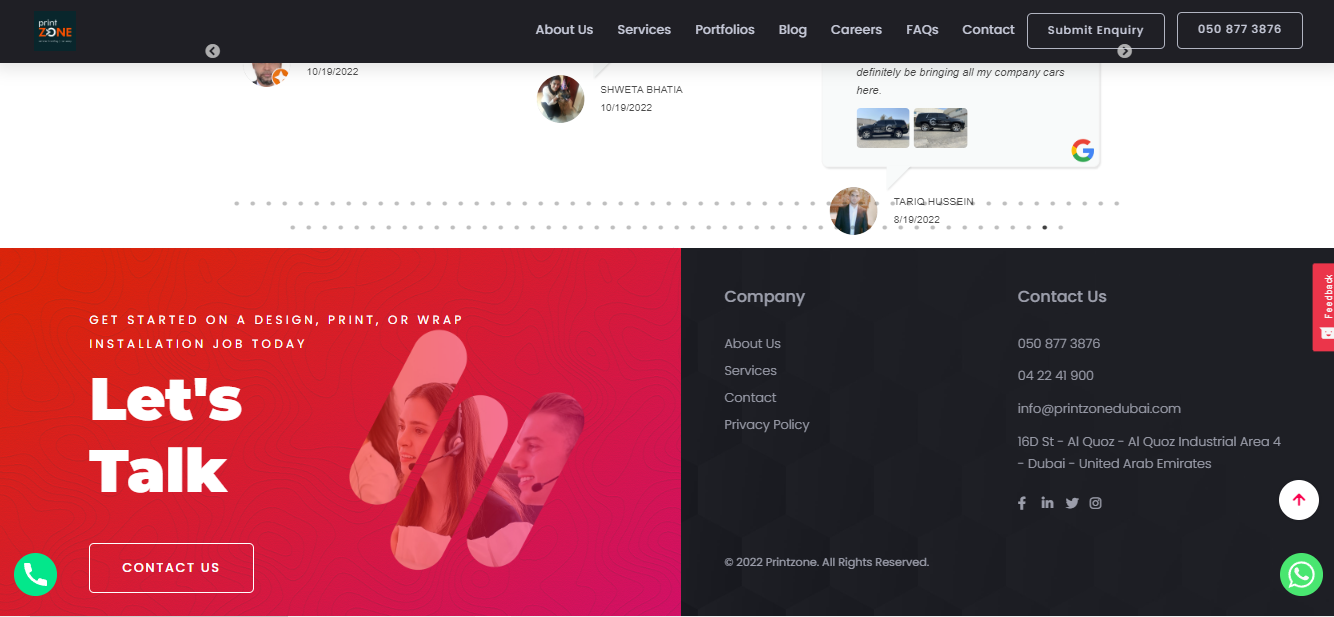 print
ZONE
About Us
Services
Portfolios
Blog
Careers
FAQs
Contact
Submit Enquiry
050 877 3876
10/19/2022
SHWETA BHATIA
10/19/2022
definitely be bringing all my company cars
here.
TARIQ HUSSEIN
8/19/2022
GET STARTED ON A DESIGN, PRINT, OR WRAP
INSTALLATION JOB TODAY
Let's
Talk
CONTACT US
Company
About Us
Services
Contact
Privacy Policy
Contact Us
050 877 3876
04 22 41 900
info@printzonedubai.com
16D St - Al Quoz - Al Quoz Industrial Area 4
- Dubai - United Arab Emirates
© 2022 Printzone. All Rights Reserved.
Feedback